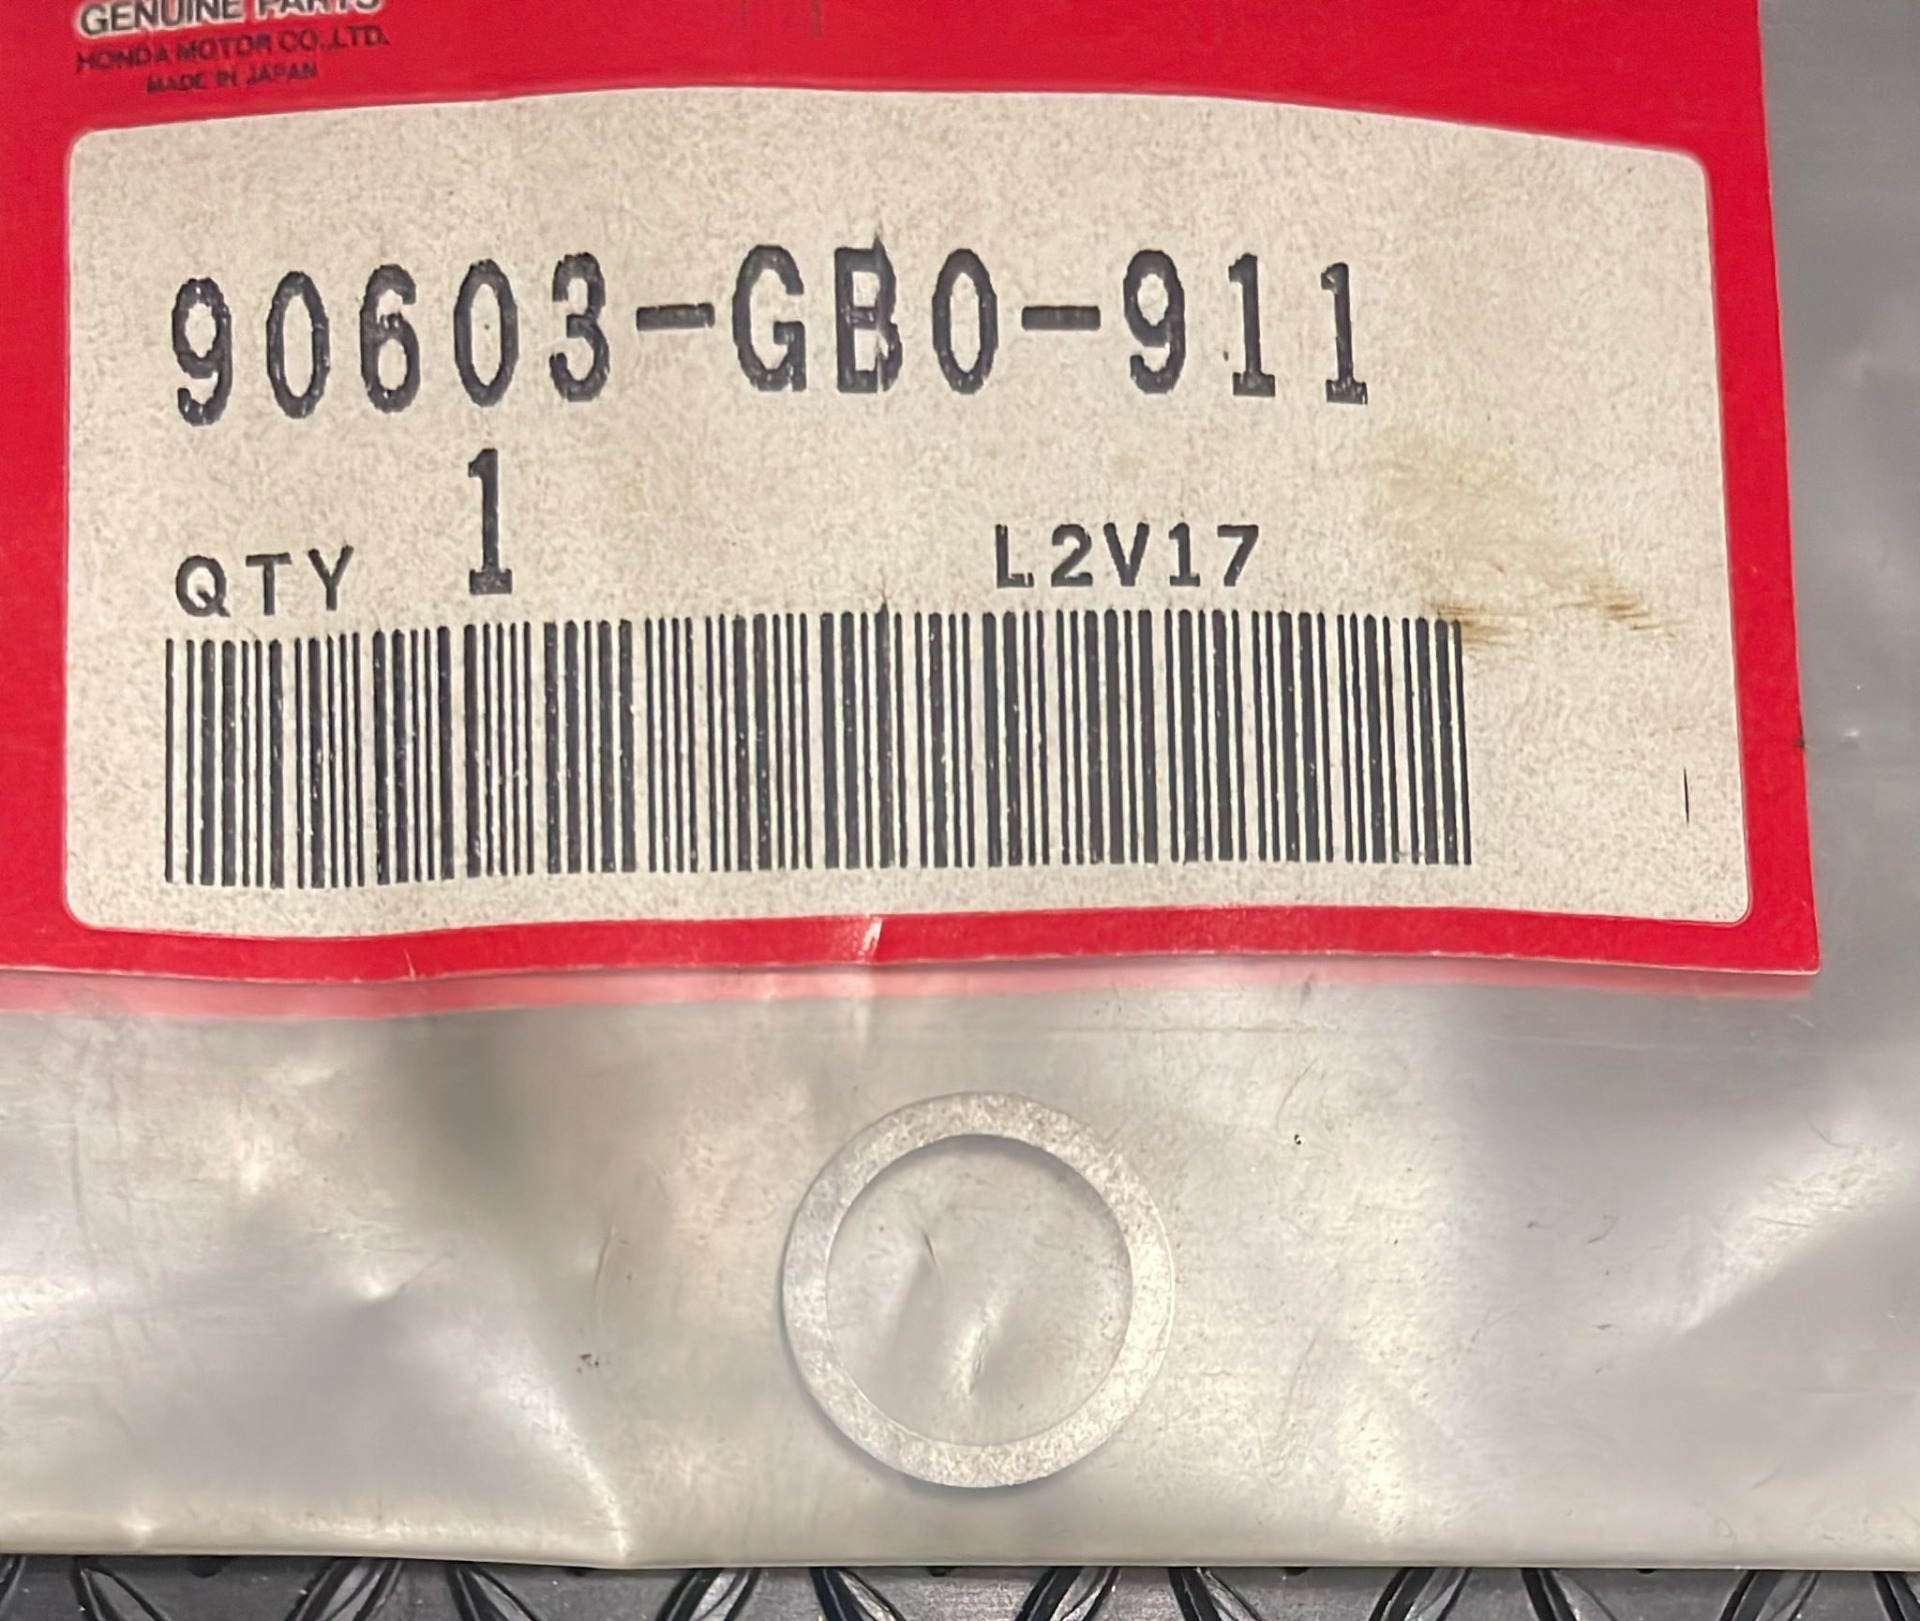 GENUINE PARTS
HONDA MOTOR CO.,LTD.
MADE IN JAPAN
90603-GB0-911
QTY 1 L2V17